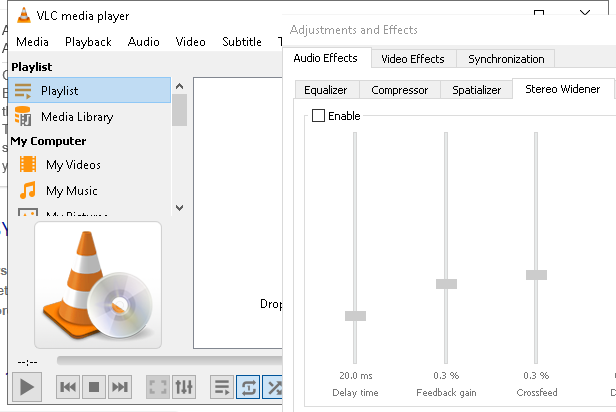 VLC media player
Media Playback Audio Video Subtitle
Playlist
Playlist
Media Library
My Computer
My Videos
My Music
My Pictures
Drop
--:--
Adjustments and Effects
Audio Effects Video Effects Synchronization
Equalizer Compressor Spatializer Stereo Widener
Enable
20.0 ms 0.3 % 0.3 %
Delay time Feedback gain Crossfeed